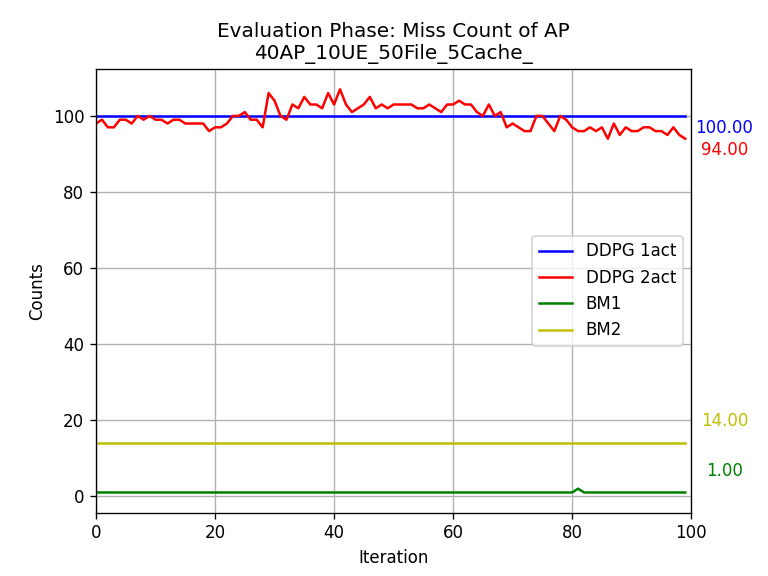 Evaluation Phase: Miss Count of AP
40AP_10UE_50File_5Cache_
100
80
60
40
20
0
Counts
0 20 40 60 80 100
Iteration
DDPG 1act
DDPG 2act
BM1
BM2
100.00
94.00
14.00
1.00